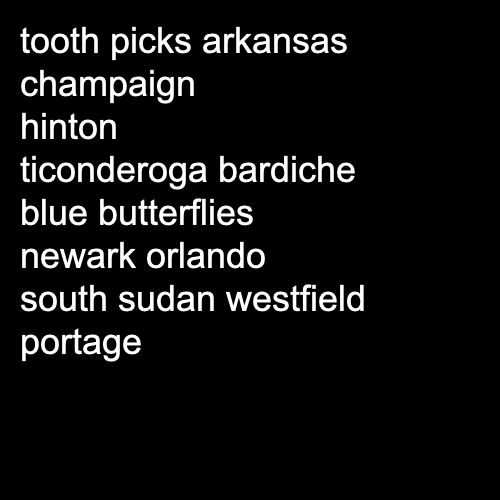 tooth picks arkansas
champaign
hinton
ticonderoga bardiche
blue butterflies
newark orlando
south sudan westfield
portage